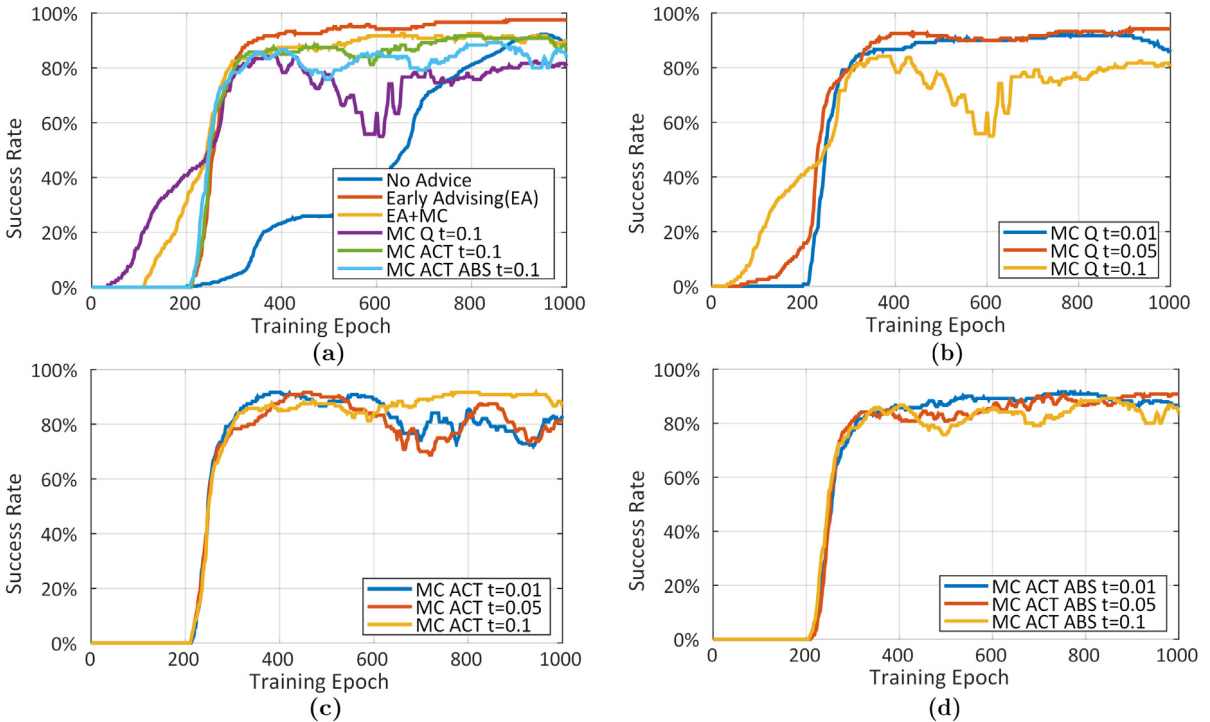 100%
80%
60%
40%
20%
0%
Success Rate
No Advice
Early Advising(EA)
EA+MC
MC Q t=0.1
MC ACT t=0.1
MC ACT ABS t=0.1
0 200 400 600 800 1000
Training Epoch
(a)
100%
80%
60%
40%
20%
0%
Success Rate
MC Q t=0.01
MC Q t=0.05
MC Q t=0.1
0 200 400 600 800 1000
Training Epoch
(b)
100%
80%
60%
40%
20%
0%
Success Rate
MC ACT t=0.01
MC ACT t=0.05
MC ACT t=0.1
0 200 400 600 800 1000
Training Epoch
(c)
100%
80%
60%
40%
20%
0%
Success Rate
MC ACT ABS t=0.01
MC ACT ABS t=0.05
MC ACT ABS t=0.1
0 200 400 600 800 1000
Training Epoch
(d)